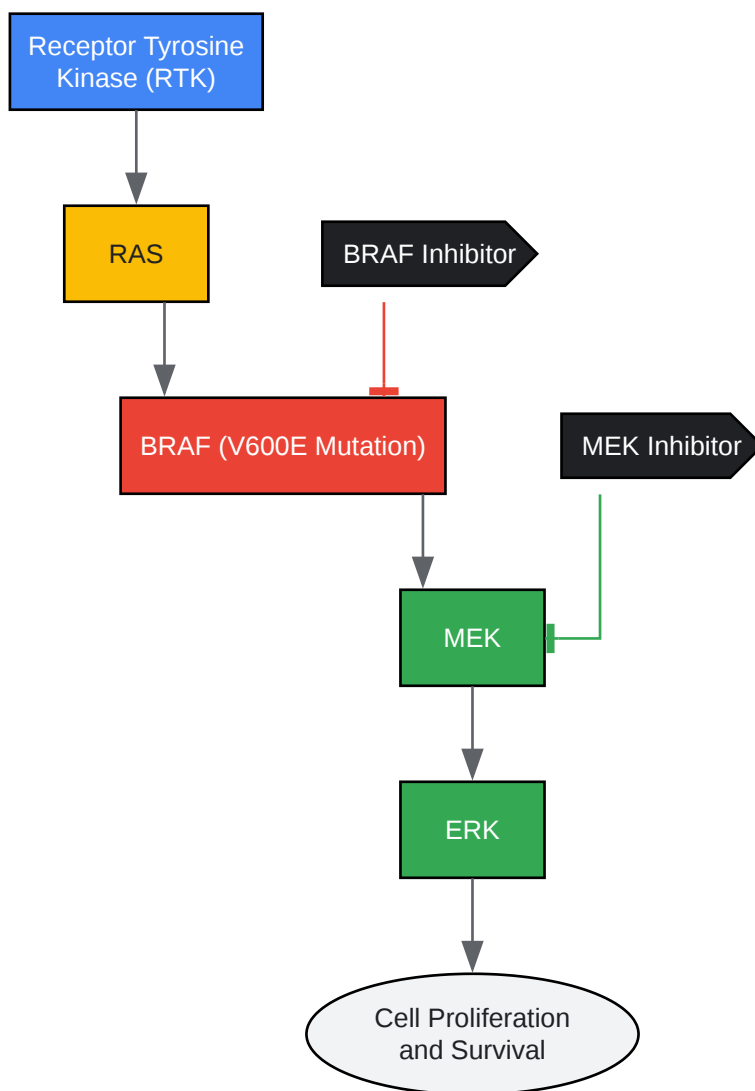 Receptor Tyrosine
Kinase (RTK)
RAS
BRAF Inhibitor
BRAF (V600E Mutation)
MEK Inhibitor
MEK
ERK
Cell Proliferation
and Survival